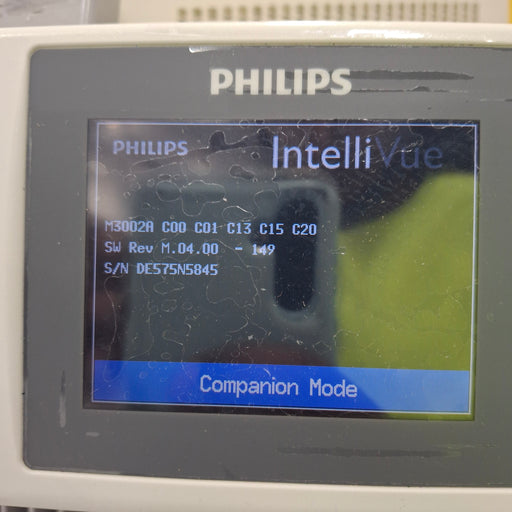 PHILIPS
PHILIPS IntelliVue
M3002A C00 C01 C13 C15 C20
SW Rev M.04.00 - 149
S/N DE575N5845
Companion Mode